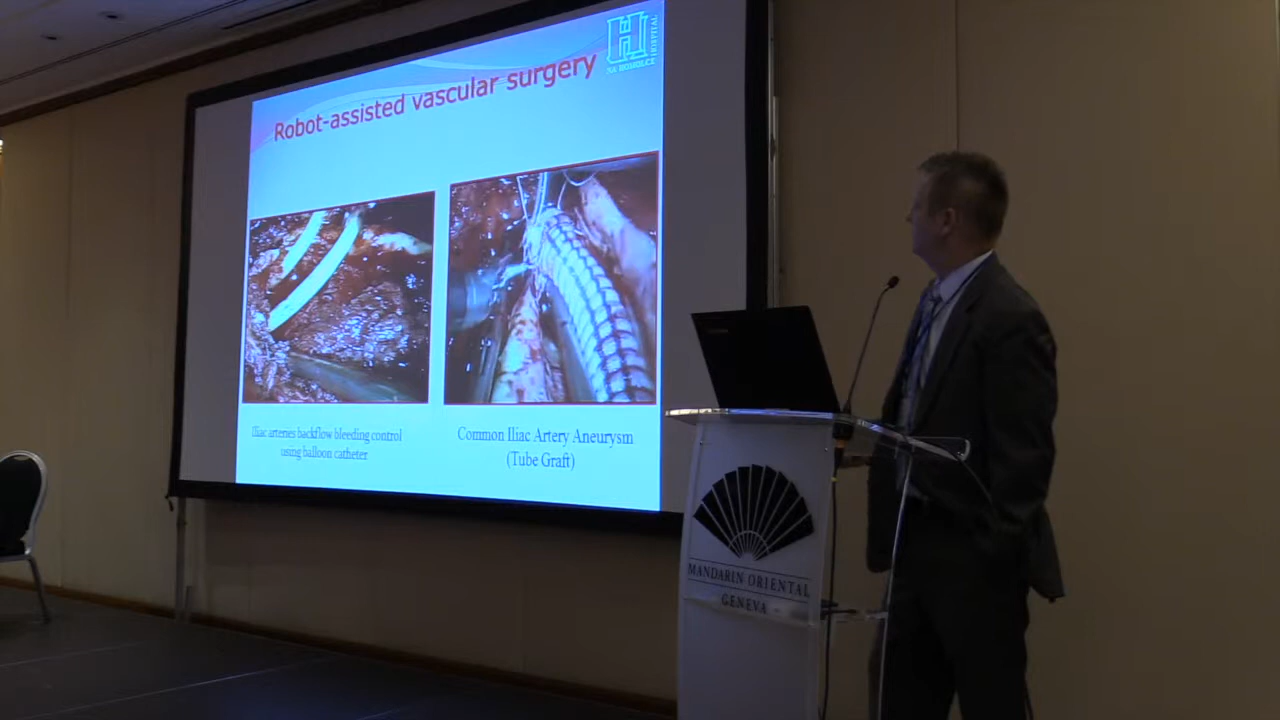 Robot-assisted vascular surgery
NA HOMOLCE
HOSPITAL
Iliac arteries backflow bleeding control
using balloon catheter
Common Iliac Artery Aneurysm
(Tube Graft)
MANDARIN ORIENTAL
GENEVA